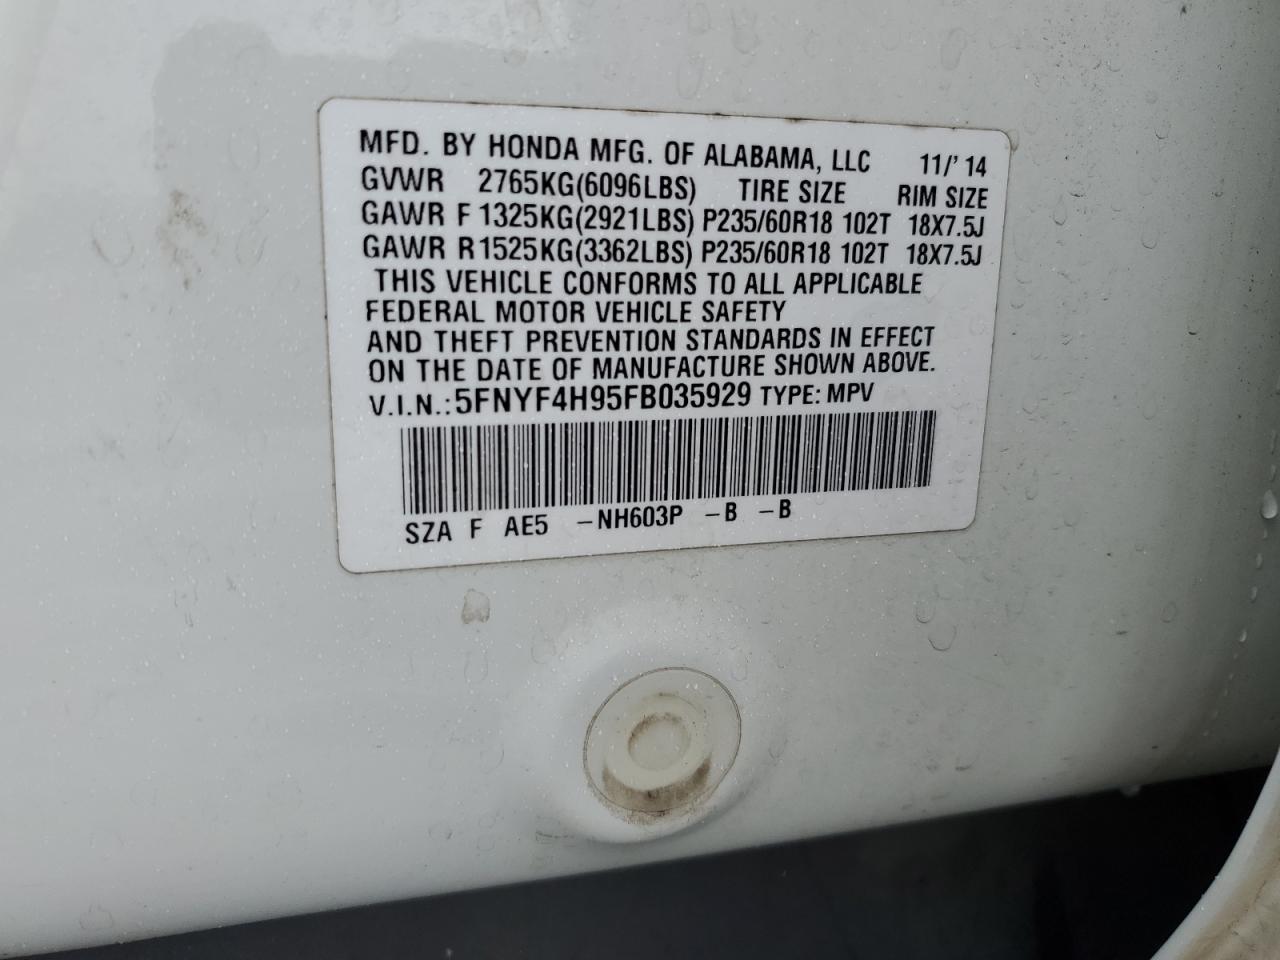 MFD. BY HONDA MFG. OF ALABAMA, LLC 11/'14
GVWR 2765KG(6096LBS) TIRE SIZE RIM SIZE
GAWR F 1325KG(2921LBS) P235/60R18 102T 18X7.5J
GAWR R1525KG(3362LBS) P235/60R18 102T 18X7.5J
THIS VEHICLE CONFORMS TO ALL APPLICABLE
FEDERAL MOTOR VEHICLE SAFETY
AND THEFT PREVENTION STANDARDS IN EFFECT
ON THE DATE OF MANUFACTURE SHOWN ABOVE.
V.I.N.: 5FNYF4H95FB035929 TYPE: MPV
SZA F AE5 -NH603P -B -B